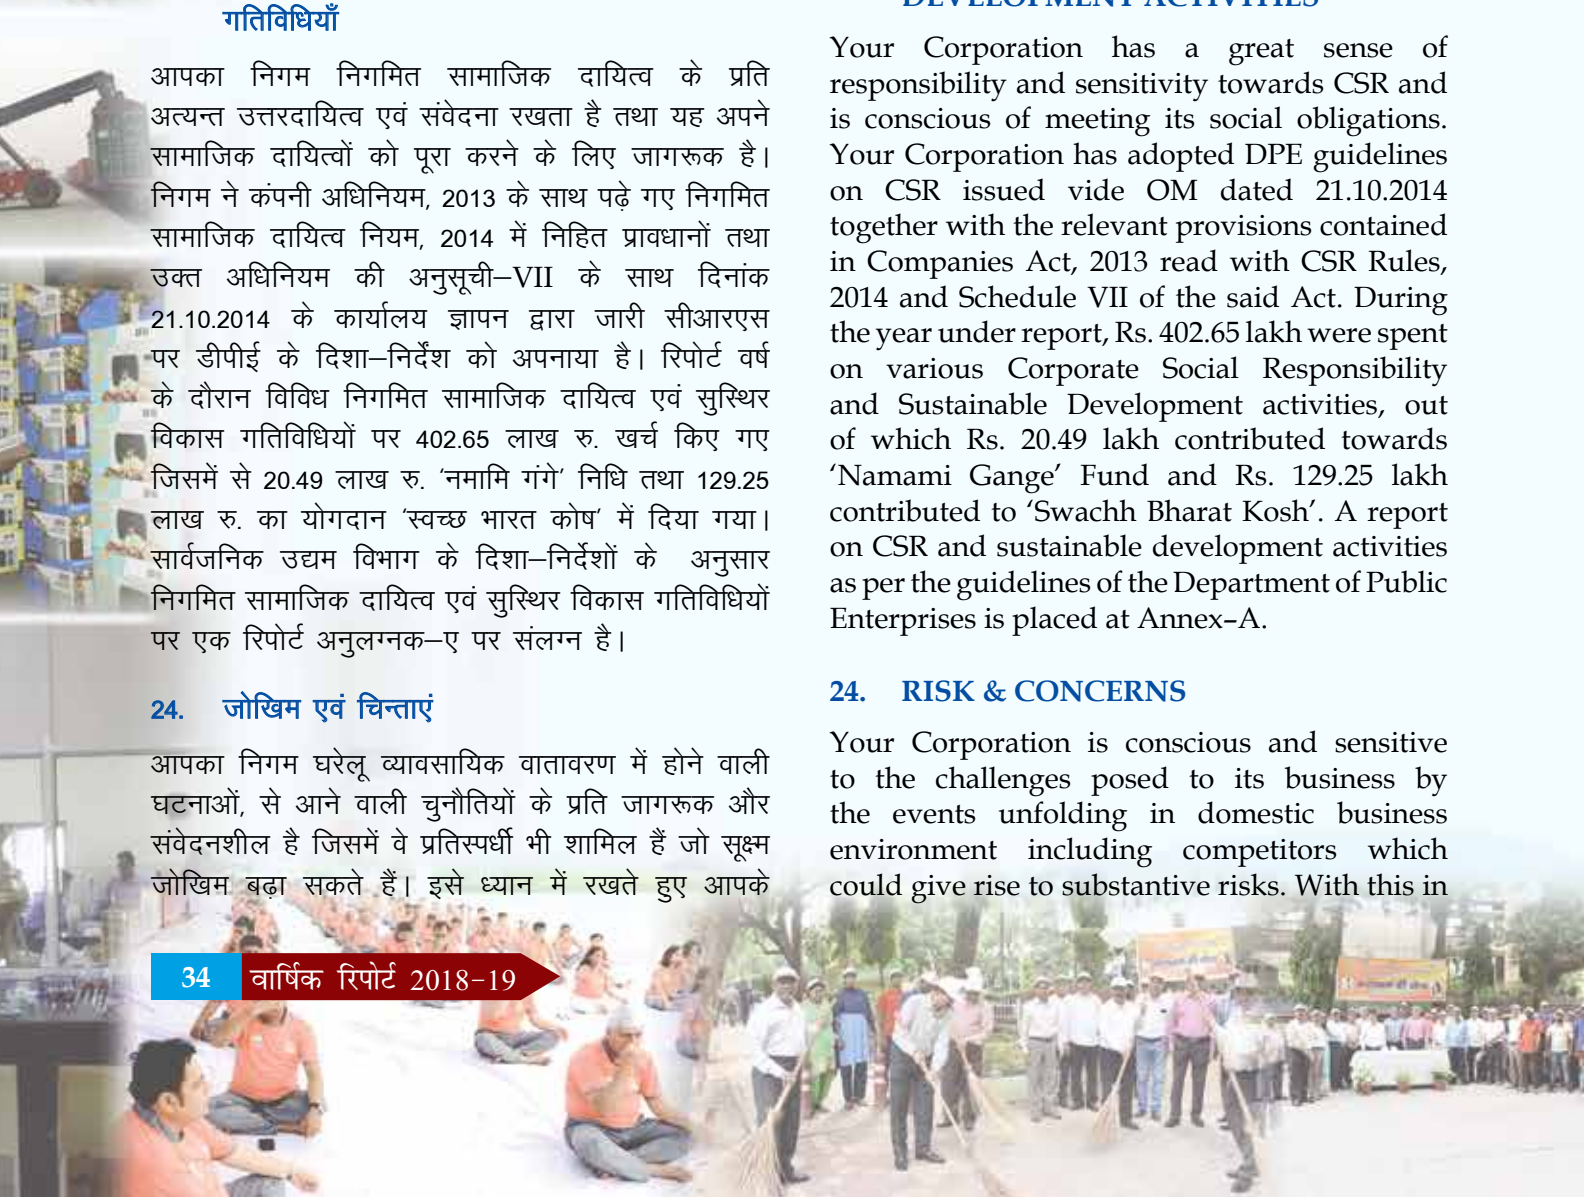 गतिविधियाँ
आपका निगम निगमित सामाजिक दायित्व के प्रति
अत्यन्त उत्तरदायित्व एवं संवेदना रखता है तथा यह अपने
सामाजिक दायित्वों को पूरा करने के लिए जागरूक है।
निगम ने कंपनी अधिनियम, 2013 के साथ पढ़े गए निगमित
सामाजिक दायित्व नियम, 2014 में निहित प्रावधानों तथा
उक्त अधिनियम की अनुसूची–VII के साथ दिनांक
21.10.2014 के कार्यालय ज्ञापन द्वारा जारी सीआरएस
पर डीपीई के दिशा–निर्देंश को अपनाया है। रिपोर्ट वर्ष
के दौरान विविध निगमित सामाजिक दायित्व एवं सुस्थिर
विकास गतिविधियों पर 402.65 लाख रु. खर्च किए गए
जिसमें से 20.49 लाख रु. ‘नमामि गंगे’ निधि तथा 129.25
लाख रु. का योगदान ‘स्वच्छ भारत कोष’ में दिया गया।
सार्वजनिक उद्यम विभाग के दिशा–निर्देशों के अनुसार
निगमित सामाजिक दायित्व एवं सुस्थिर विकास गतिविधियों
पर एक रिपोर्ट अनुलग्नक–ए पर संलग्न है।
24. जोखिम एवं चिन्ताएं
आपका निगम घरेलू व्यावसायिक वातावरण में होने वाली
घटनाओं, से आने वाली चुनौतियों के प्रति जागरूक और
संवेदनशील है जिसमें वे प्रतिस्पर्धी भी शामिल हैं जो सूक्ष्म
जोखिम बढ़ा सकते हैं। इसे ध्यान में रखते हुए आपके
DEVELOPMENT ACTIVITIES
Your Corporation has a great sense of
responsibility and sensitivity towards CSR and
is conscious of meeting its social obligations.
Your Corporation has adopted DPE guidelines
on CSR issued vide OM dated 21.10.2014
together with the relevant provisions contained
in Companies Act, 2013 read with CSR Rules,
2014 and Schedule VII of the said Act. During
the year under report, Rs. 402.65 lakh were spent
on various Corporate Social Responsibility
and Sustainable Development activities, out
of which Rs. 20.49 lakh contributed towards
‘Namami Gange’ Fund and Rs. 129.25 lakh
contributed to ‘Swachh Bharat Kosh’. A report
on CSR and sustainable development activities
as per the guidelines of the Department of Public
Enterprises is placed at Annex–A.
24. RISK & CONCERNS
Your Corporation is conscious and sensitive
to the challenges posed to its business by
the events unfolding in domestic business
environment including competitors which
could give rise to substantive risks. With this in
34 वार्षिक रिपोर्ट 2018-19